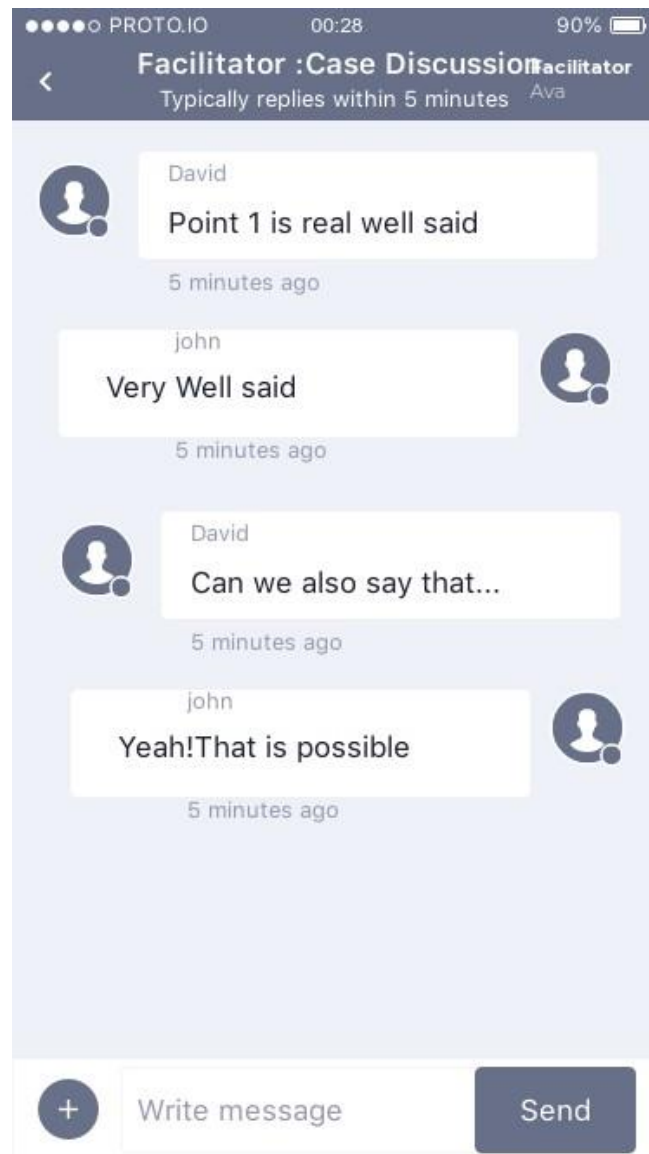 PROTO.IO 00:28 90%
Facilitator :Case Discussion Facilitator
Typically replies within 5 minutes Ava
David
Point 1 is real well said
5 minutes ago
john
Very Well said
5 minutes ago
David
Can we also say that...
5 minutes ago
john
Yeah!That is possible
5 minutes ago
+ Write message Send